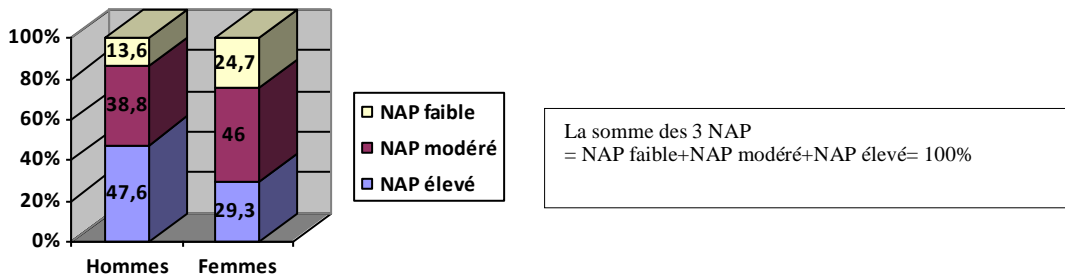 100%
80%
60%
40%
20%
0%
13,6
38,8
47,6
24,7
46
29,3
Hommes
Femmes
NAP faible
NAP modéré
NAP élevé
La somme des 3 NAP
= NAP faible+NAP modéré+NAP élevé= 100%